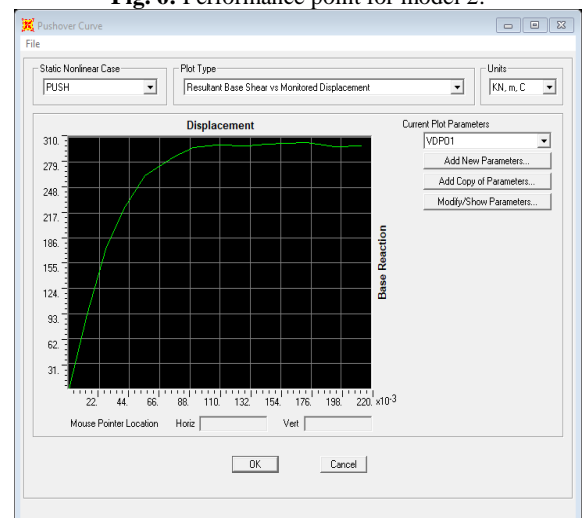 Fig. 6. Performance point for model 2.
Pushover Curve
File
Static Nonlinear Case
PUSH
Plot Type
Resultant Base Shear vs Monitored Displacement
Units
KN, m, C
Displacement
310.
279.
248.
217.
186.
155.
124.
93.
62.
31.
Base Reaction
22. 44. 66. 88. 110. 132. 154. 176. 198. 220. x10-3
Current Plot Parameters
VDPO1
Add New Parameters...
Add Copy of Parameters...
Modify/Show Parameters...
Mouse Pointer Location Horiz Vert
OK Cancel